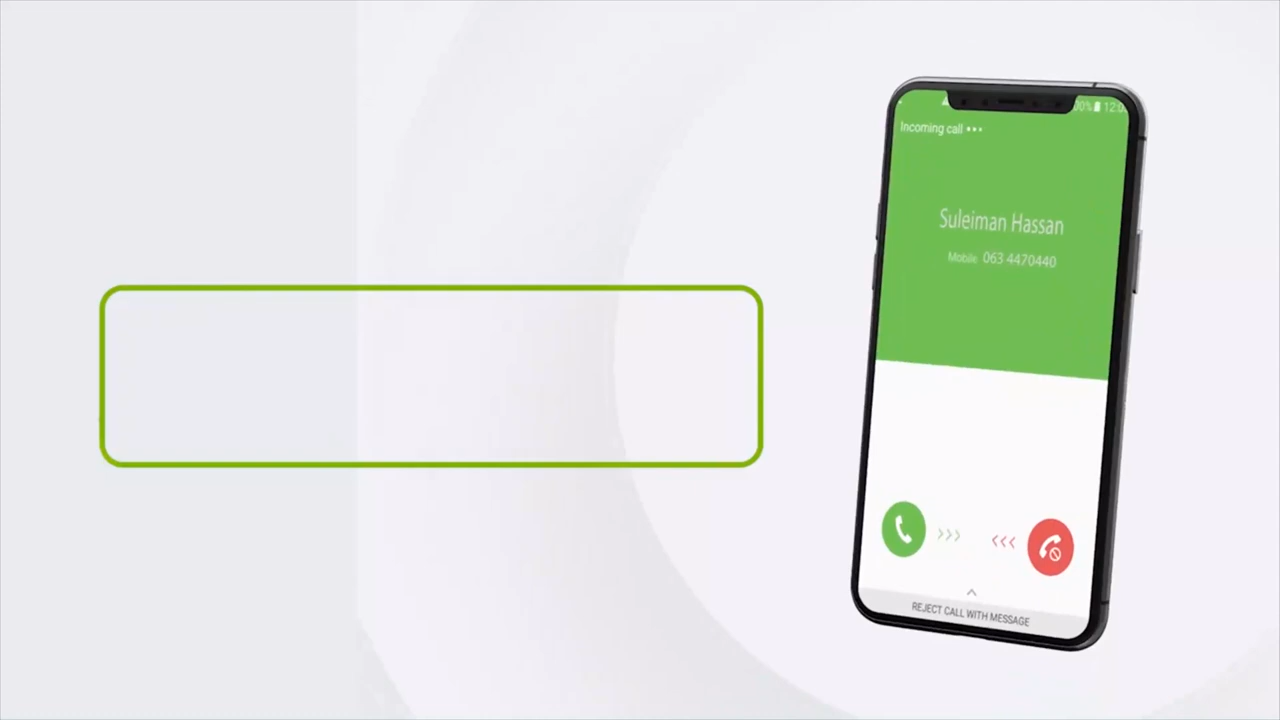 Incoming call •••
Suleiman Hassan
Mobile 063 4470440
REJECT CALL WITH MESSAGE